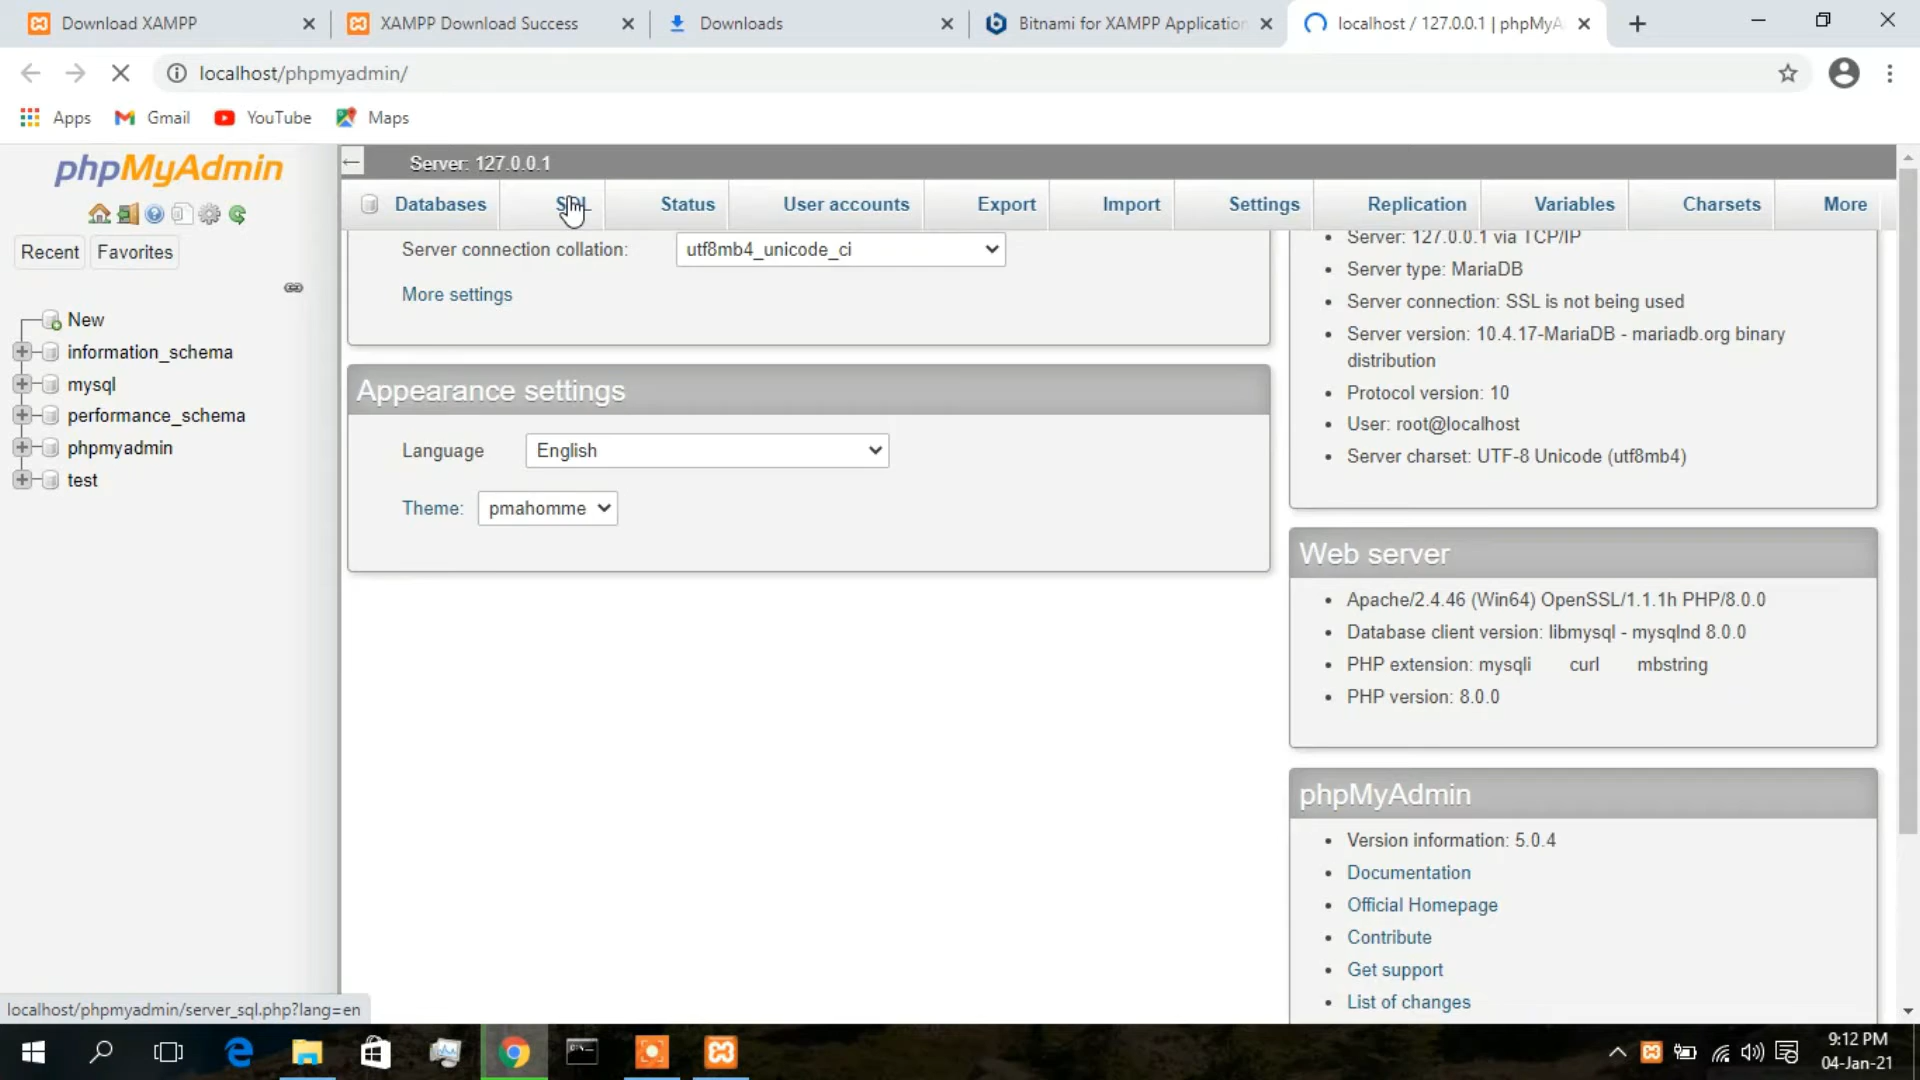 Download XAMPP
XAMPP Download Success
Downloads
Bitnami for XAMPP Application
localhost / 127.0.0.1 | phpMyA
localhost/phpmyadmin/
Apps
Gmail
YouTube
Maps
phpMyAdmin
Recent
Favorites
New
information_schema
mysql
performance_schema
phpmyadmin
test
Server: 127.0.0.1
Databases
SQL
Status
User accounts
Export
Import
Settings
Replication
Variables
Charsets
More
Server connection collation:
utf8mb4_unicode_ci
More settings
Appearance settings
Language
English
Theme:
pmahomme
Server: 127.0.0.1 via TCP/IP
Server type: MariaDB
Server connection: SSL is not being used
Server version: 10.4.17-MariaDB - mariadb.org binary
distribution
Protocol version: 10
User: root@localhost
Server charset: UTF-8 Unicode (utf8mb4)
Web server
Apache/2.4.46 (Win64) OpenSSL/1.1.1h PHP/8.0.0
Database client version: libmysql - mysqlnd 8.0.0
PHP extension: mysqli curl mbstring
PHP version: 8.0.0
phpMyAdmin
Version information: 5.0.4
Documentation
Official Homepage
Contribute
Get support
List of changes
localhost/phpmyadmin/server_sql.php?lang=en
9:12 PM
04-Jan-21